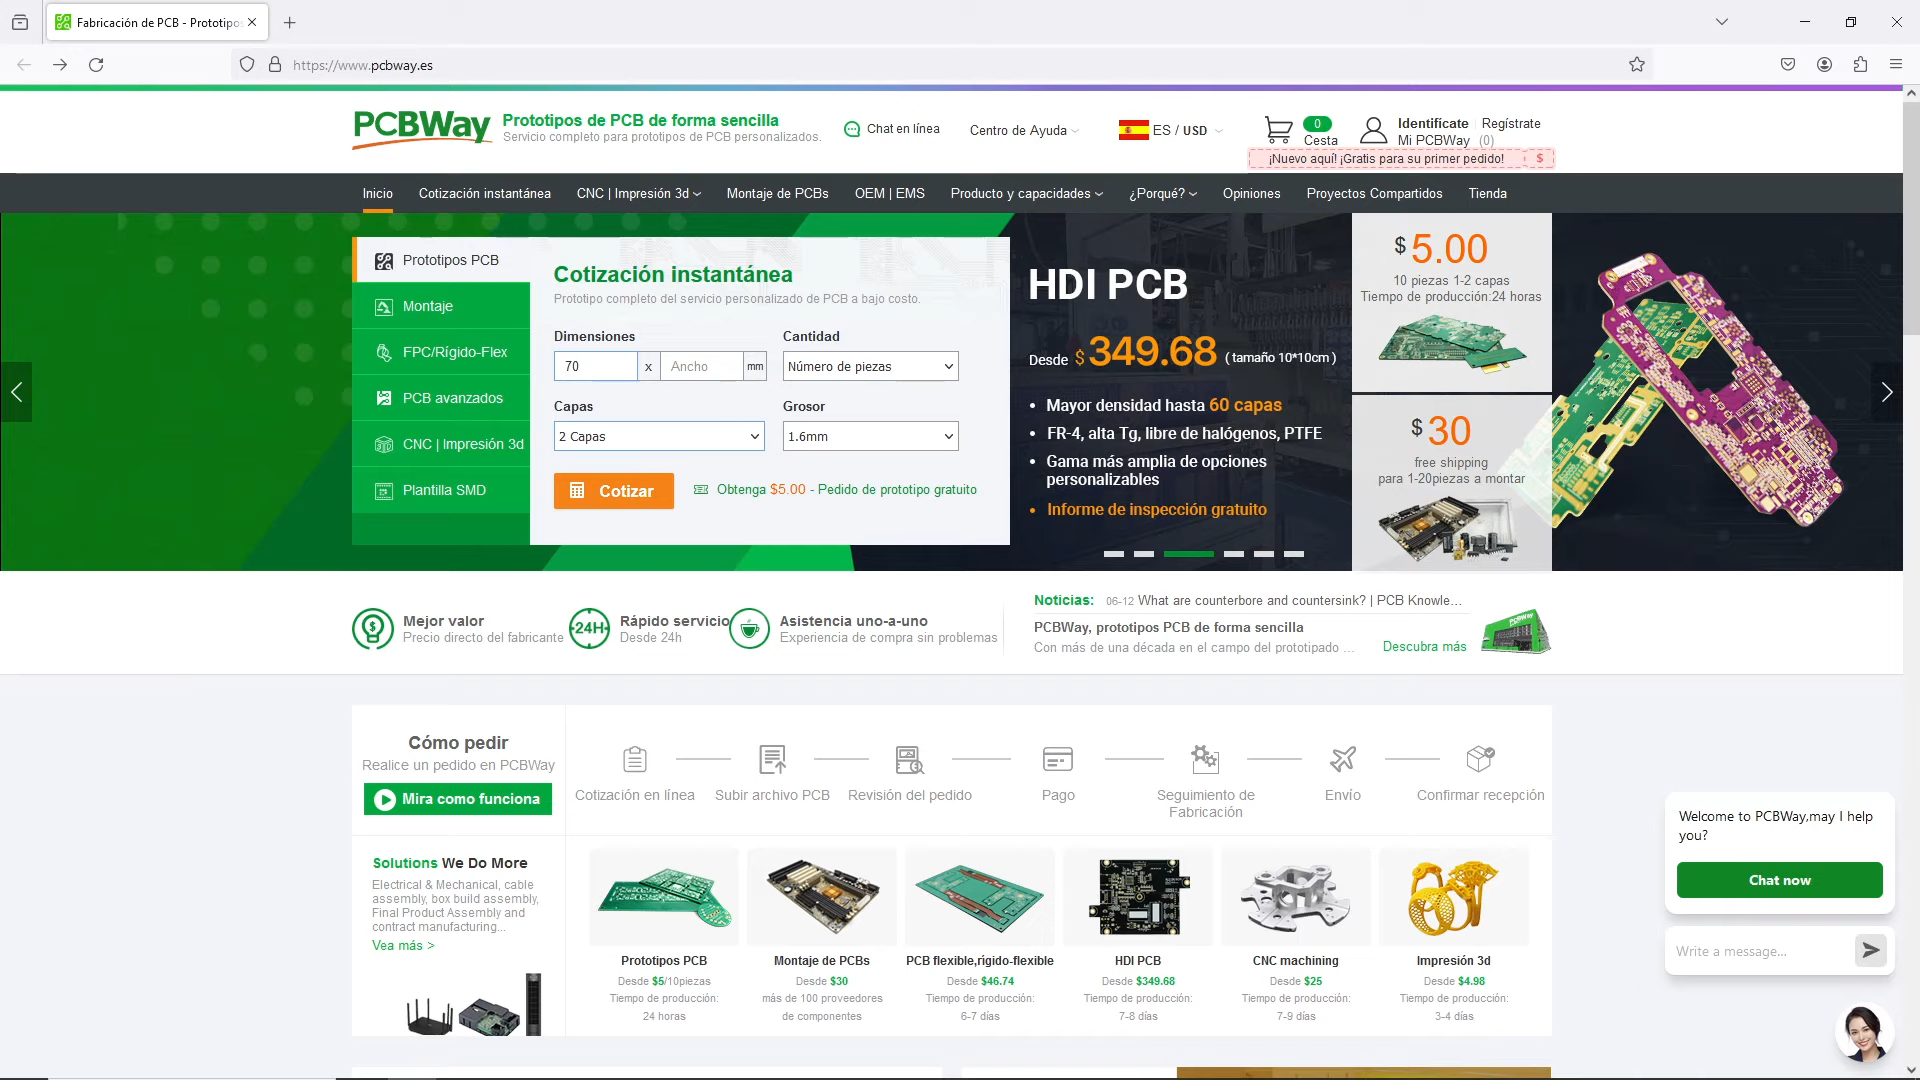 Fabricación de PCB - Prototipos
https://www.pcbway.es
PCBWay
Prototipos de PCB de forma sencilla
Servicio completo para prototipos de PCB personalizados.
Chat en línea
Centro de Ayuda
ES / USD
0
Cesta
Identifícate
Regístrate
Mi PCBWay (0)
¡Nuevo aquí! ¡Gratis para su primer pedido! $
Inicio
Cotización instantánea
CNC | Impresión 3d
Montaje de PCBs
OEM | EMS
Producto y capacidades
¿Porqué?
Opiniones
Proyectos Compartidos
Tienda
Prototipos PCB
Montaje
FPC/Rígido-Flex
PCB avanzados
CNC | Impresión 3d
Plantilla SMD
Cotización instantánea
Prototipo completo del servicio personalizado de PCB a bajo costo.
Dimensiones
Cantidad
70 x Ancho mm
Número de piezas
Capas
Grosor
2 Capas
1.6mm
Cotizar
Obtenga $5.00 - Pedido de prototipo gratuito
HDI PCB
Desde $349.68 ( tamaño 10*10cm )
• Mayor densidad hasta 60 capas
• FR-4, alta Tg, libre de halógenos, PTFE
• Gama más amplia de opciones
personalizables
• Informe de inspección gratuito
$5.00
10 piezas 1-2 capas
Tiempo de producción:24 horas
$30
free shipping
para 1-20piezas a montar
Mejor valor
Precio directo del fabricante
24H
Rápido servicio
Desde 24h
Asistencia uno-a-uno
Experiencia de compra sin problemas
Noticias: 06-12 What are counterbore and countersink? | PCB Knowle...
PCBWay, prototipos PCB de forma sencilla
Con más de una década en el campo del prototipado ...
Descubra más
Cómo pedir
Realice un pedido en PCBWay
Mira como funciona
Cotización en línea
Subir archivo PCB
Revisión del pedido
Pago
Seguimiento de
Fabricación
Envío
Confirmar recepción
Solutions We Do More
Electrical & Mechanical, cable
assembly, box build assembly,
Final Product Assembly and
contract manufacturing...
Vea más >
Prototipos PCB
Desde $5/10piezas
Tiempo de producción:
24 horas
Montaje de PCBs
Desde $30
más de 100 proveedores
de componentes
PCB flexible,rígido-flexible
Desde $46.74
Tiempo de producción:
6-7 días
HDI PCB
Desde $349.68
Tiempo de producción:
7-8 días
CNC machining
Desde $25
Tiempo de producción:
7-9 días
Impresión 3d
Desde $4.98
Tiempo de producción:
3-4 días
Welcome to PCBWay,may I help
you?
Chat now
Write a message...